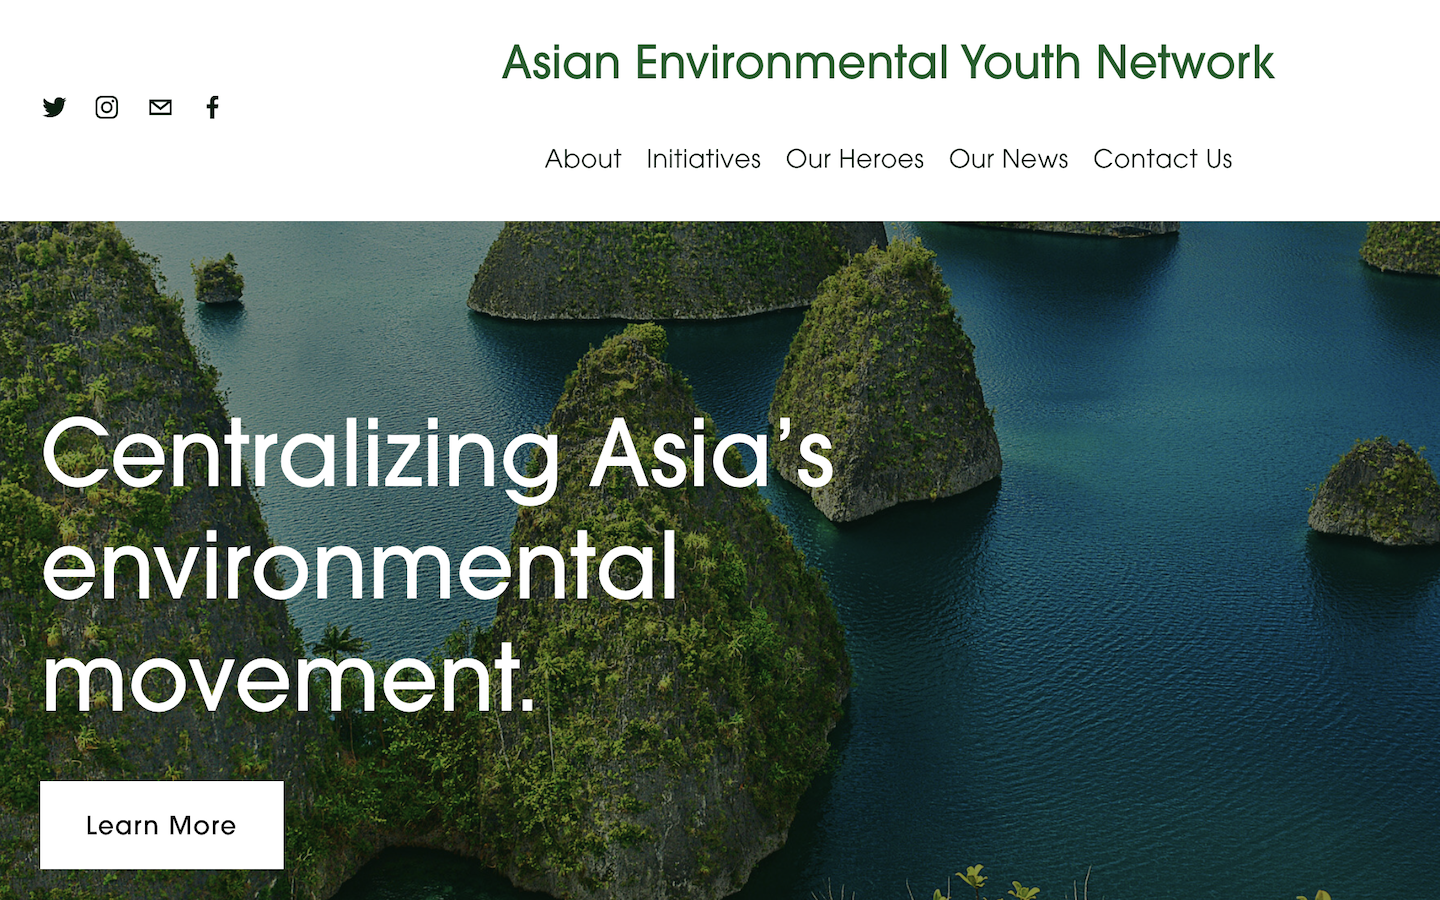 Asian Environmental Youth Network
About Initiatives Our Heroes Our News Contact Us
Centralizing Asia’s
environmental
movement.
Learn More